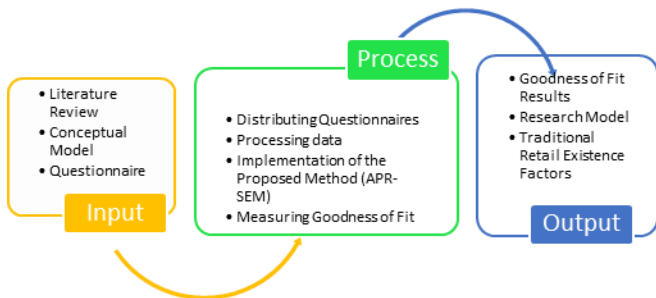 • Literature
Review
• Conceptual
Model
• Questionnaire
Input
Process
• Distributing Questionnaires
• Processing data
• Implementation of the
Proposed Method (APR-
SEM)
• Measuring Goodness of Fit
• Goodness of Fit
Results
• Research Model
• Traditional
Retail Existence
Factors
Output